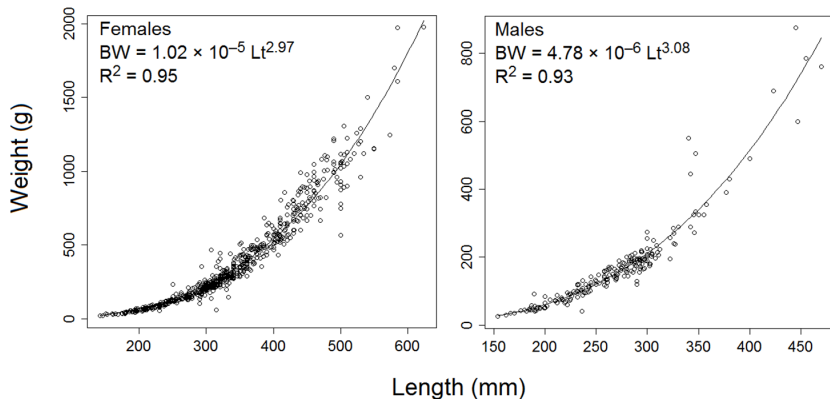 Females
BW = 1.02 × 10⁻⁵ Lt²·⁹⁷
R² = 0.95
Males
BW = 4.78 × 10⁻⁶ Lt³·⁰⁸
R² = 0.93
Weight (g)
2000
1500
1000
500
0
200
300
400
500
600
800
600
400
200
0
150
200
250
300
350
400
450
Length (mm)